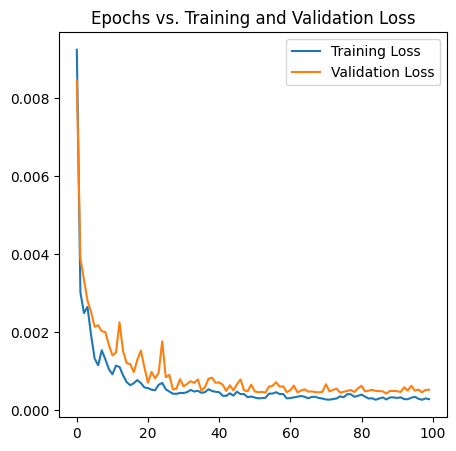 Epochs vs. Training and Validation Loss
Training Loss
Validation Loss
0.008
0.006
0.004
0.002
0.000
0 20 40 60 80 100